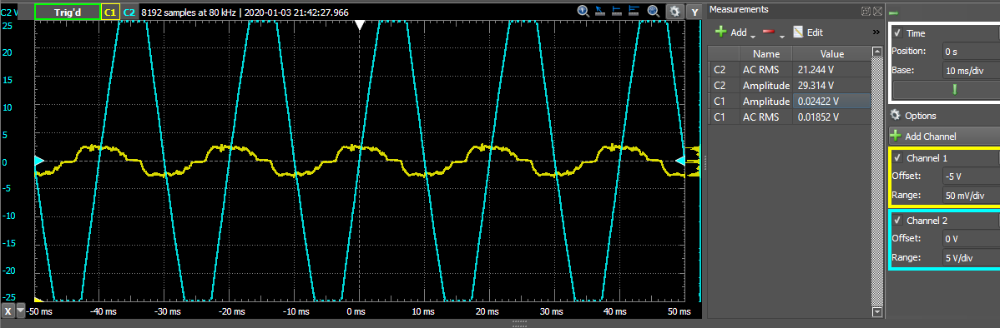 C2 V Trig'd C1 C2 8192 samples at 80 kHz | 2020-01-03 21:42:27.966 Y
25
15
10
5
0
-5
-10
-15
-20
-25
X -50 ms -40 ms -30 ms -20 ms -10 ms 0 ms 10 ms 20 ms 30 ms 40 ms 50 ms
Measurements
Add Edit »
Name Value
C2 AC RMS 21.244 V
C2 Amplitude 29.314 V
C1 Amplitude 0.02422 V
C1 AC RMS 0.01852 V
Time
Position: 0 s
Base: 10 ms/div
Options
Add Channel
Channel 1
Offset: -5 V
Range: 50 mV/div
Channel 2
Offset: 0 V
Range: 5 V/div